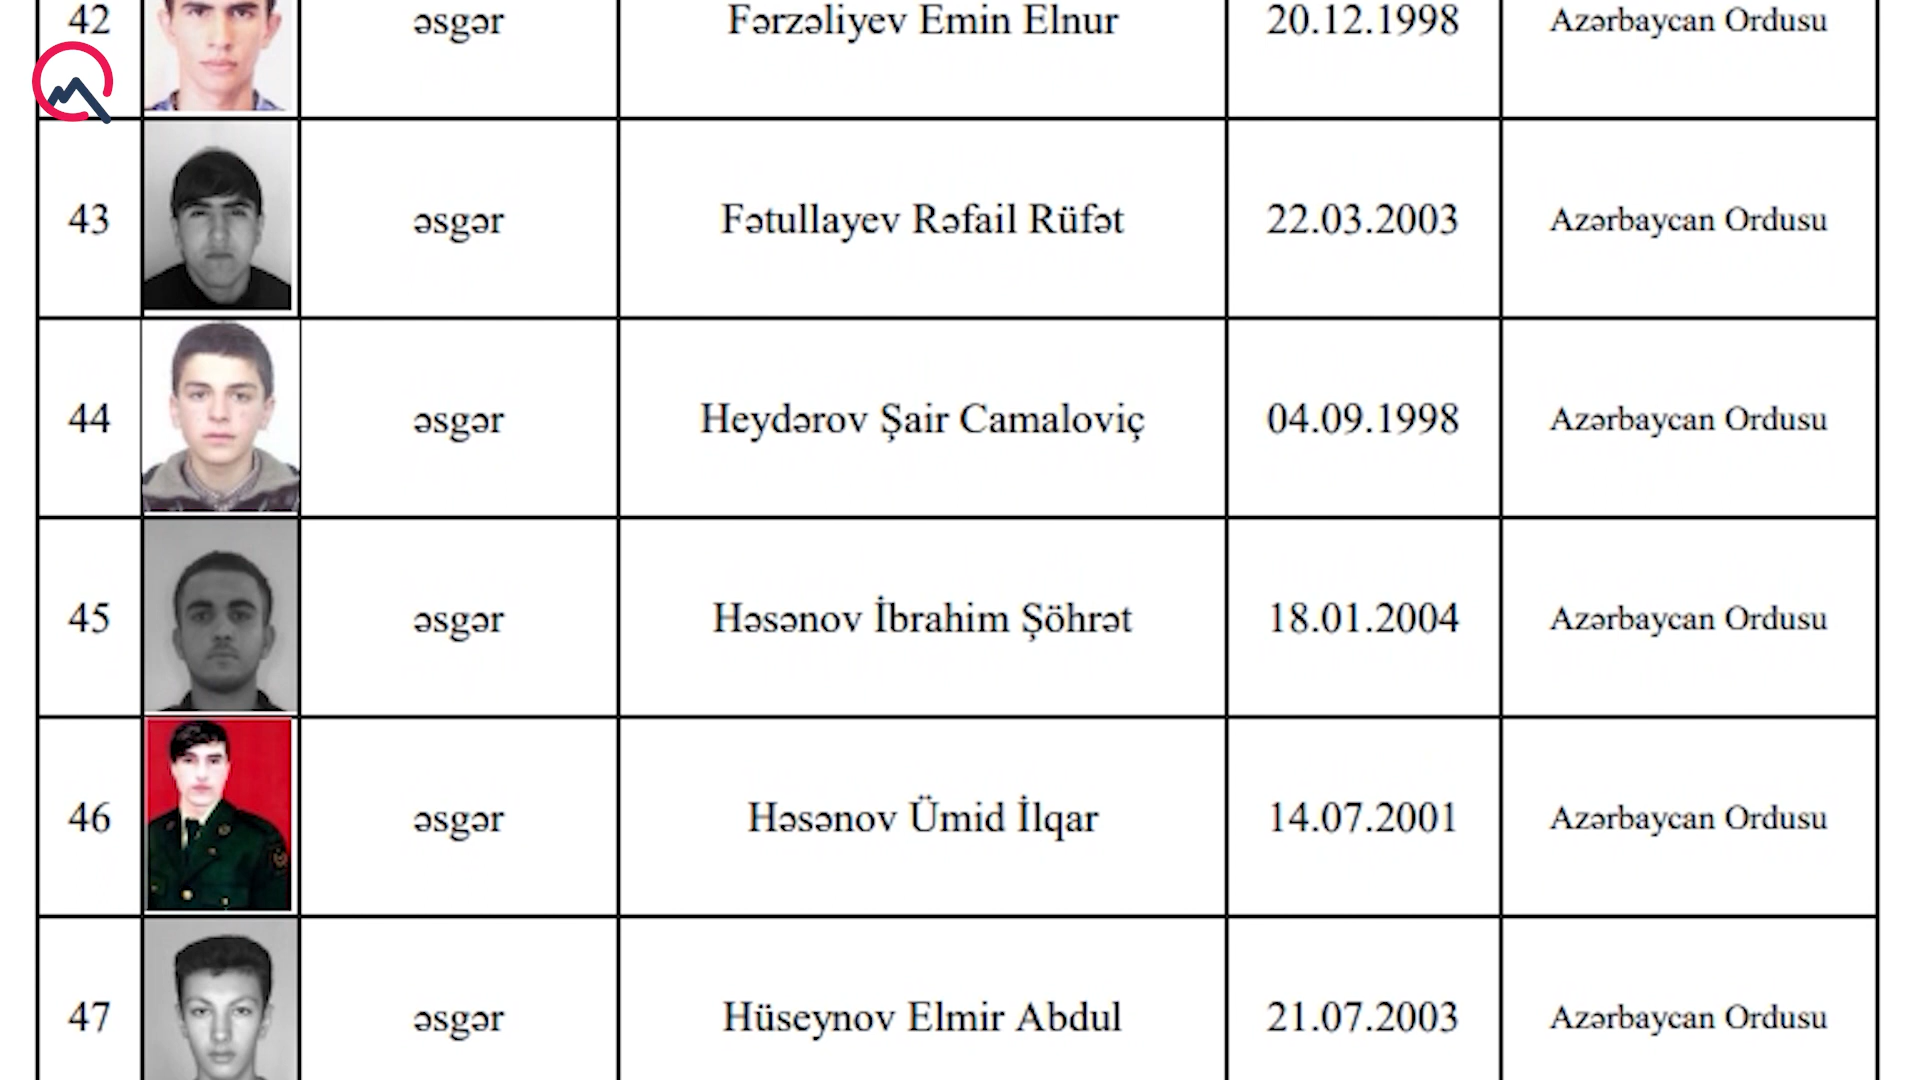 42 əsgər Fərzəliyev Emin Elnur 20.12.1998 Azərbaycan Ordusu
43 əsgər Fətullayev Rəfail Rüfət 22.03.2003 Azərbaycan Ordusu
44 əsgər Heydərov Şair Camaloviç 04.09.1998 Azərbaycan Ordusu
45 əsgər Həsənov İbrahim Şöhrət 18.01.2004 Azərbaycan Ordusu
46 əsgər Həsənov Ümid İlqar 14.07.2001 Azərbaycan Ordusu
47 əsgər Hüseynov Elmir Abdul 21.07.2003 Azərbaycan Ordusu